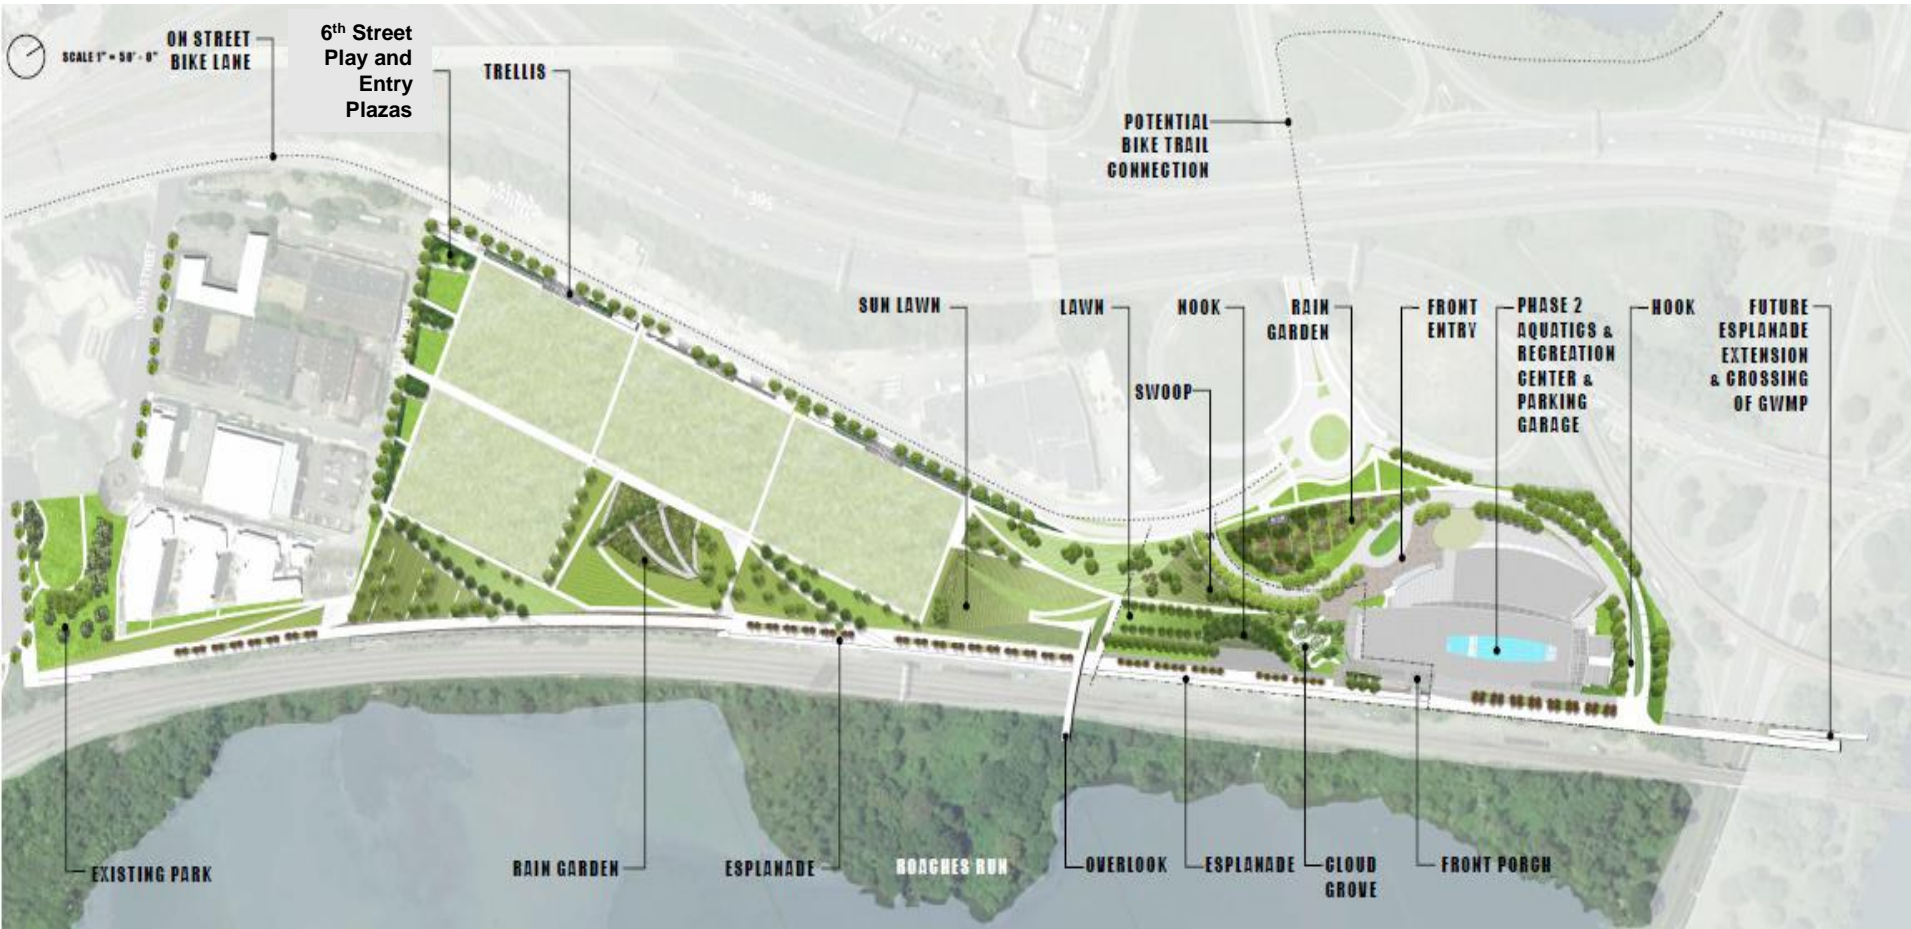 ON STREET
BIKE LANE
SCALE 1" = 50' - 0"
6th Street
Play and
Entry
Plazas
TRELLIS
POTENTIAL
BIKE TRAIL
CONNECTION
I-395
10TH STREET
SUN LAWN
LAWN
NOOK
RAIN
GARDEN
FRONT
ENTRY
PHASE 2
AQUATICS &
RECREATION
CENTER &
PARKING
GARAGE
HOOK
FUTURE
ESPLANADE
EXTENSION
& CROSSING
OF GWMP
SWOOP
EXISTING PARK
RAIN GARDEN
ESPLANADE
ROACHES RUN
OVERLOOK
ESPLANADE
CLOUD
GROVE
FRONT PORCH